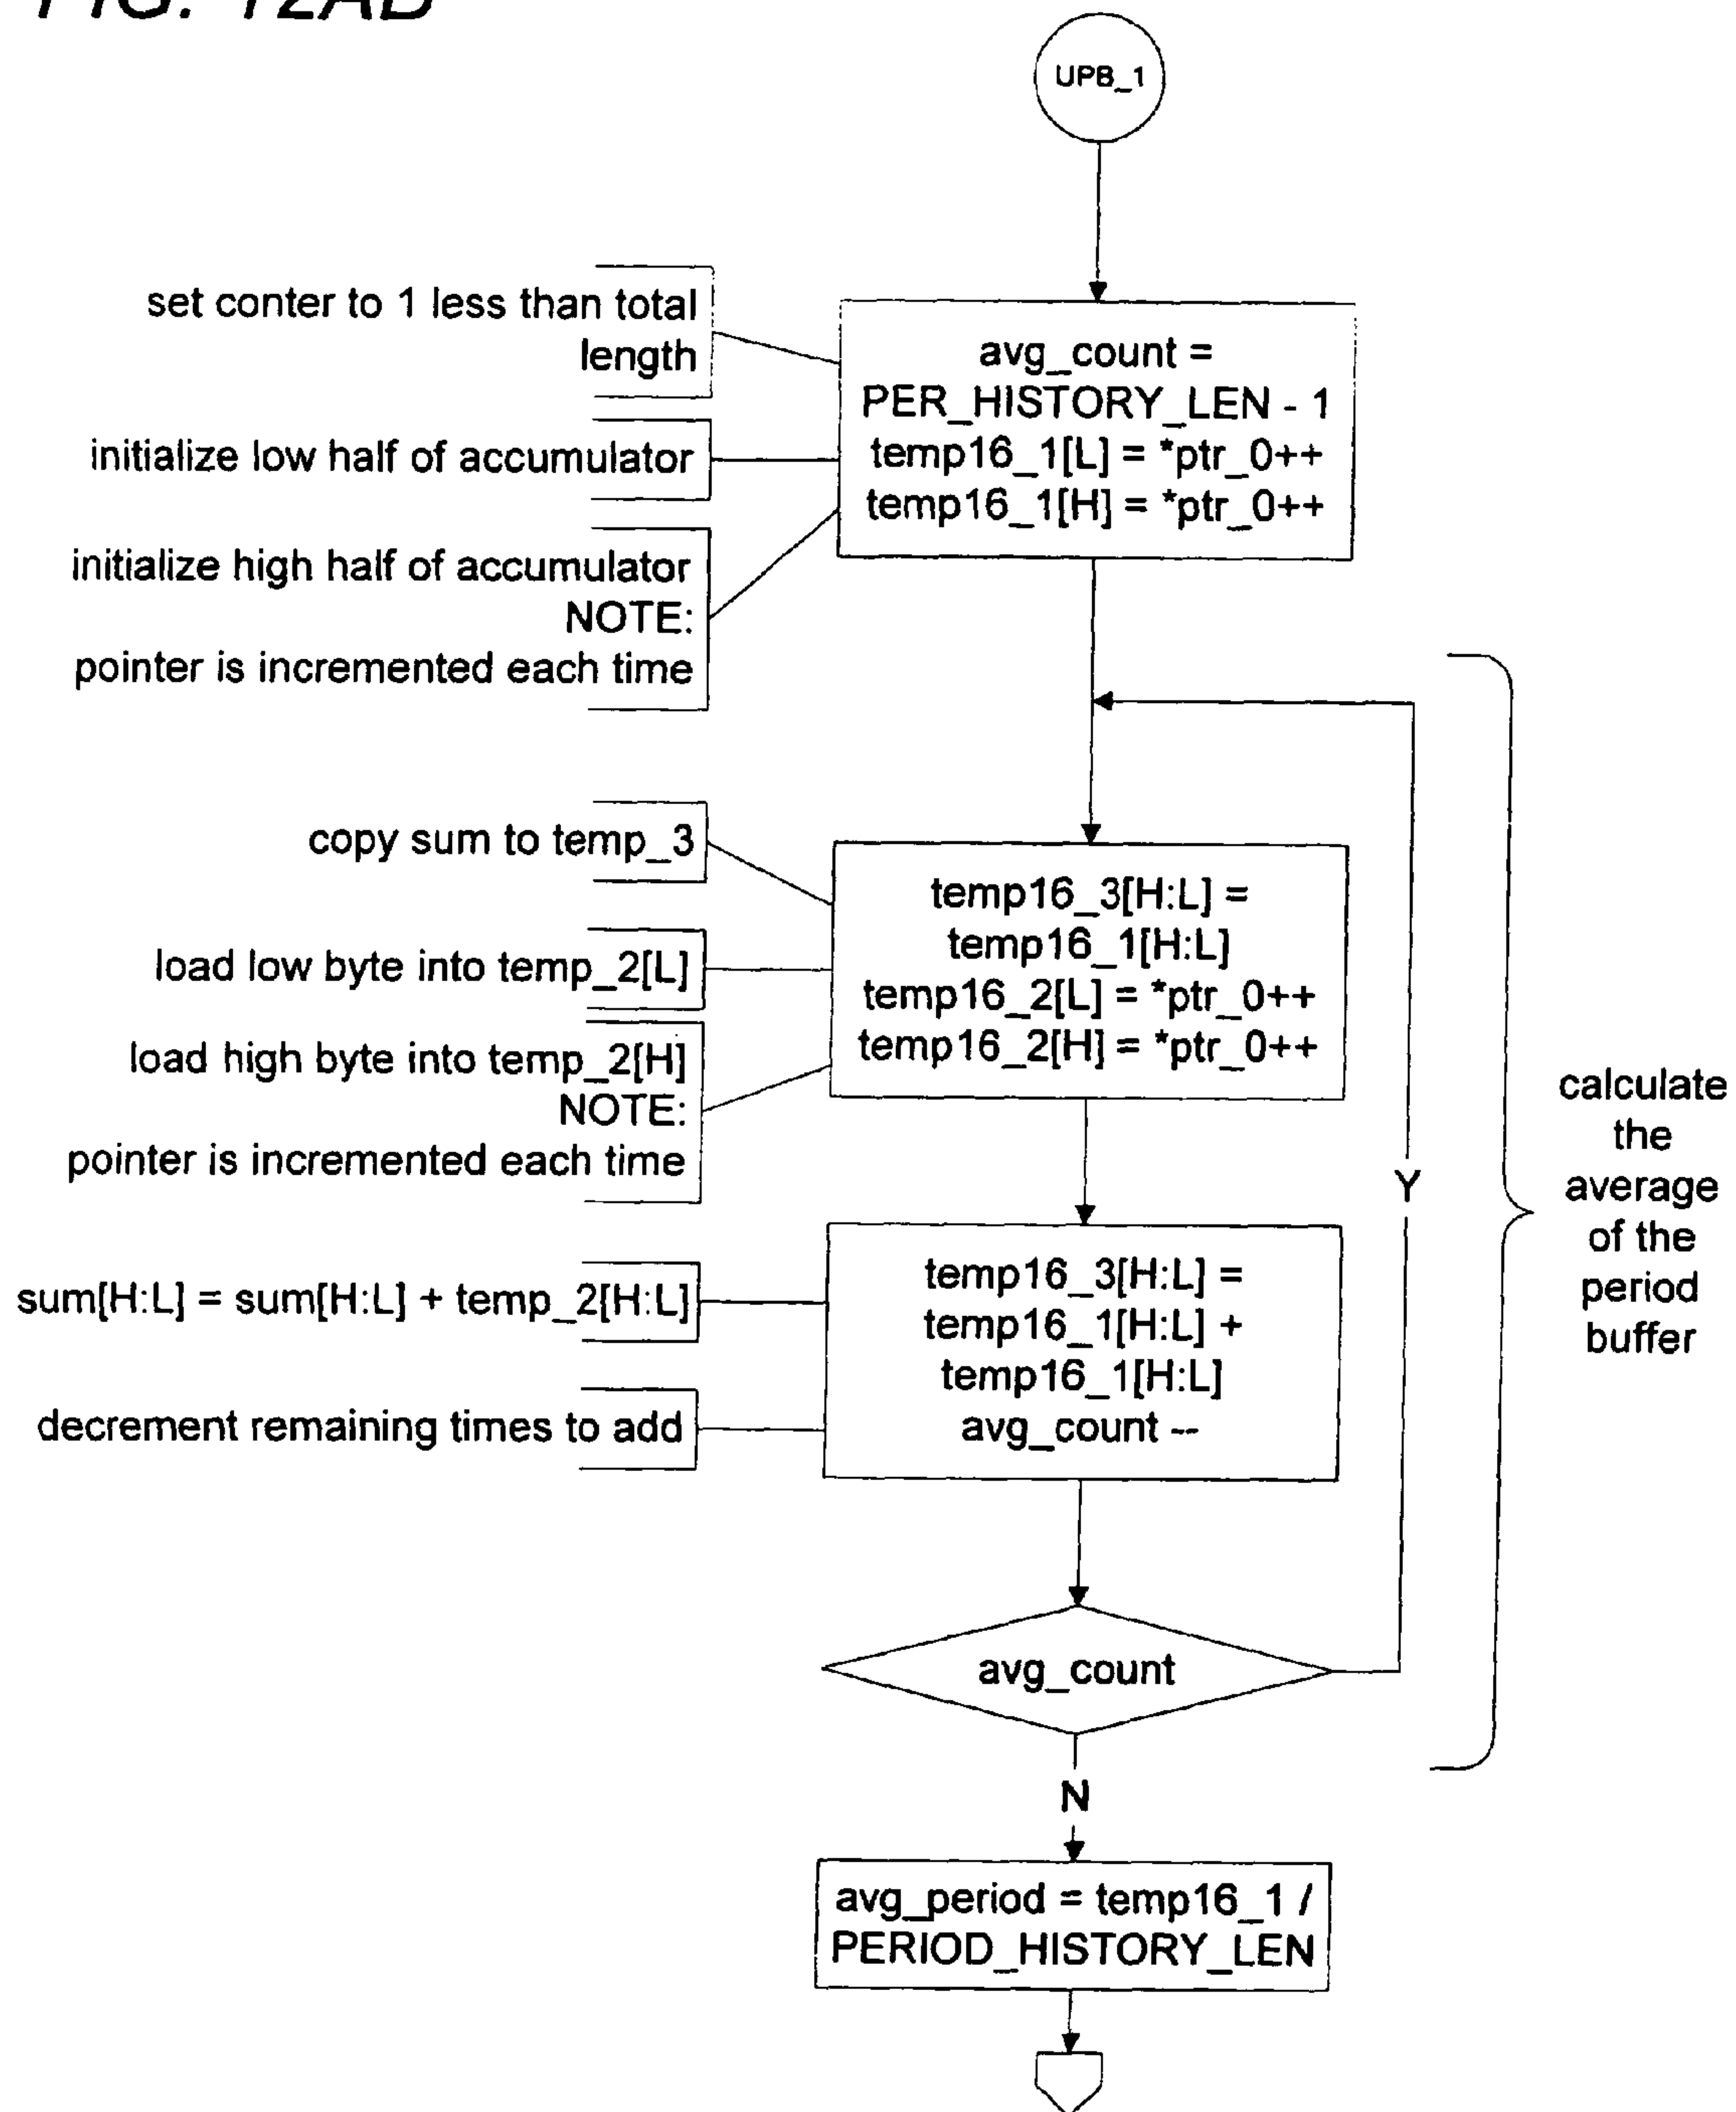 FIG. 12AB
UPB_1
set conter to 1 less than total
length
initialize low half of accumulator
initialize high half of accumulator
NOTE:
pointer is incremented each time
avg_count =
PER_HISTORY_LEN - 1
temp16_1[L] = *ptr_0++
temp16_1[H] = *ptr_0++
copy sum to temp_3
load low byte into temp_2[L]
load high byte into temp_2[H]
NOTE:
pointer is incremented each time
temp16_3[H:L] =
temp16_1[H:L]
temp16_2[L] = *ptr_0++
temp16_2[H] = *ptr_0++
sum[H:L] = sum[H:L] + temp_2[H:L]
decrement remaining times to add
temp16_3[H:L] =
temp16_1[H:L] +
temp16_1[H:L]
avg_count --
Y
calculate
the
average
of the
period
buffer
avg_count
N
avg_period = temp16_1 /
PERIOD_HISTORY_LEN